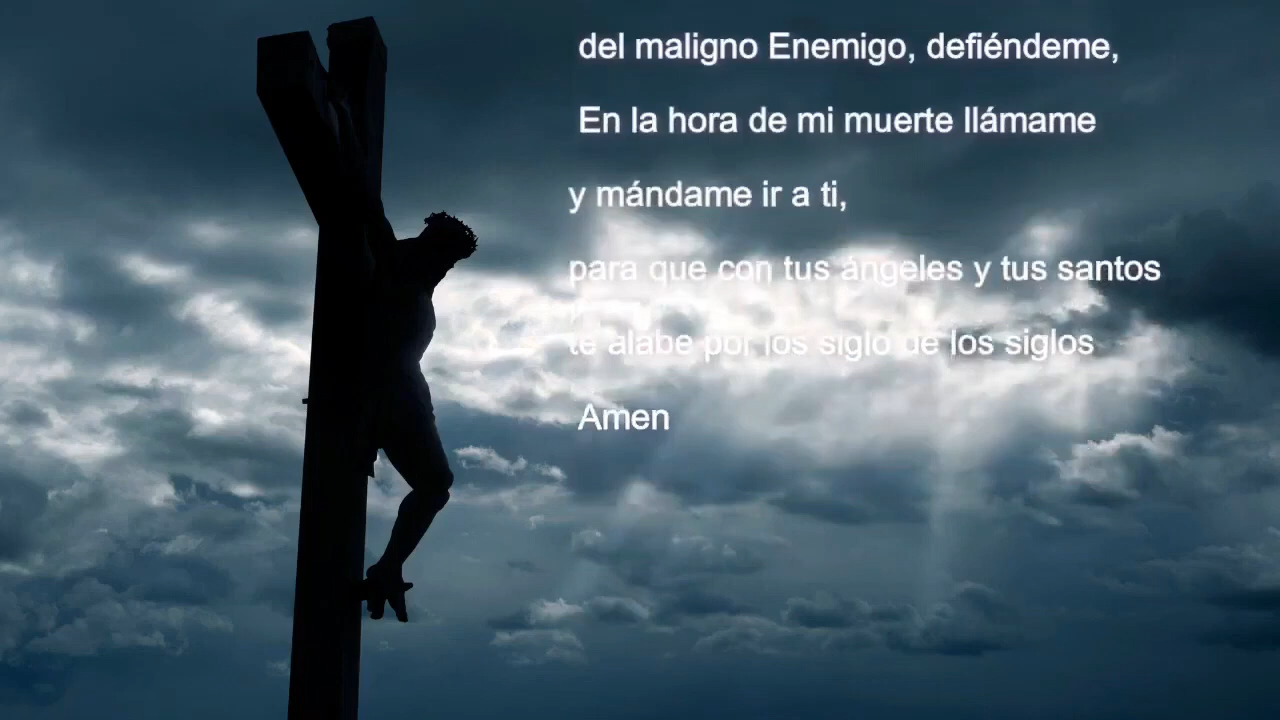 del maligno Enemigo, defiéndeme,
En la hora de mi muerte llámame
y mándame ir a ti,
para que con tus ángeles y tus santos
te alabe por los siglo de los siglos
Amen